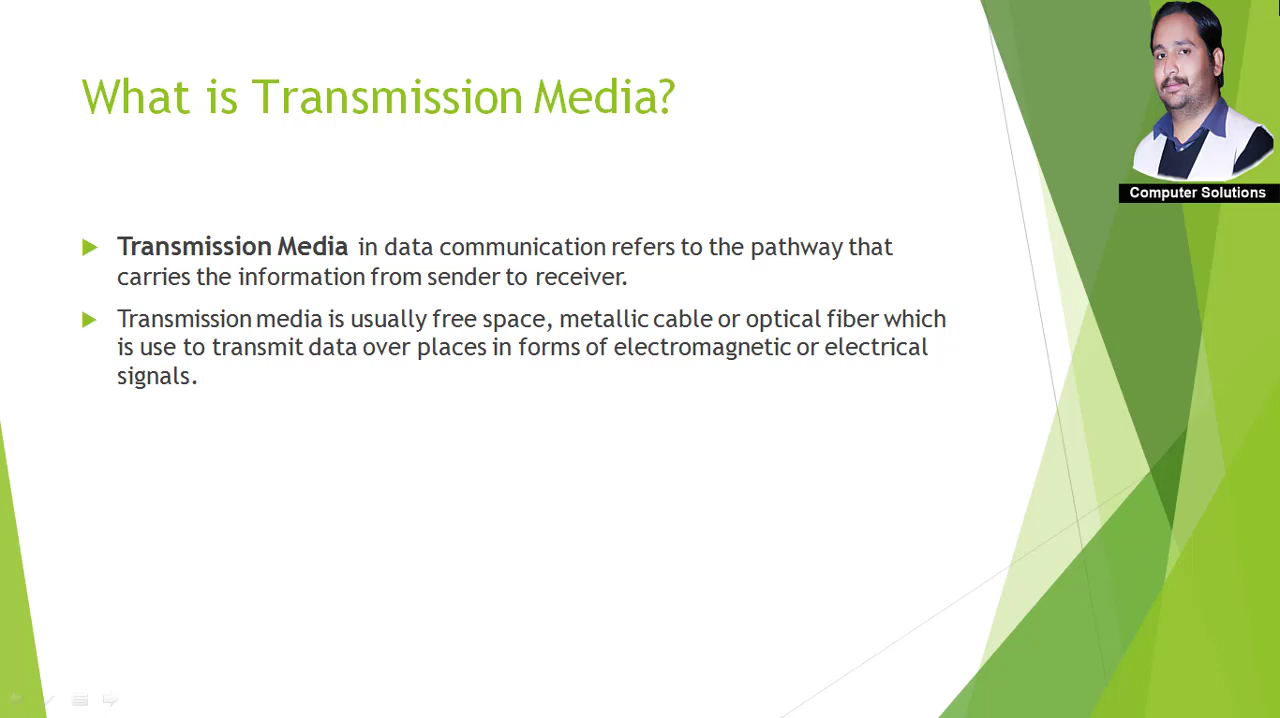 What is Transmission Media?
Computer Solutions
Transmission Media in data communication refers to the pathway that
carries the information from sender to receiver.
Transmission media is usually free space, metallic cable or optical fiber which
is use to transmit data over places in forms of electromagnetic or electrical
signals.